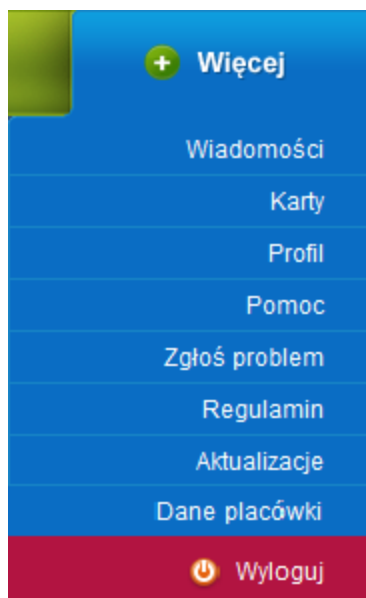 Więcej
Wiadomości
Karty
Profil
Pomoc
Zgłoś problem
Regulamin
Aktualizacje
Dane placówki
Wyloguj